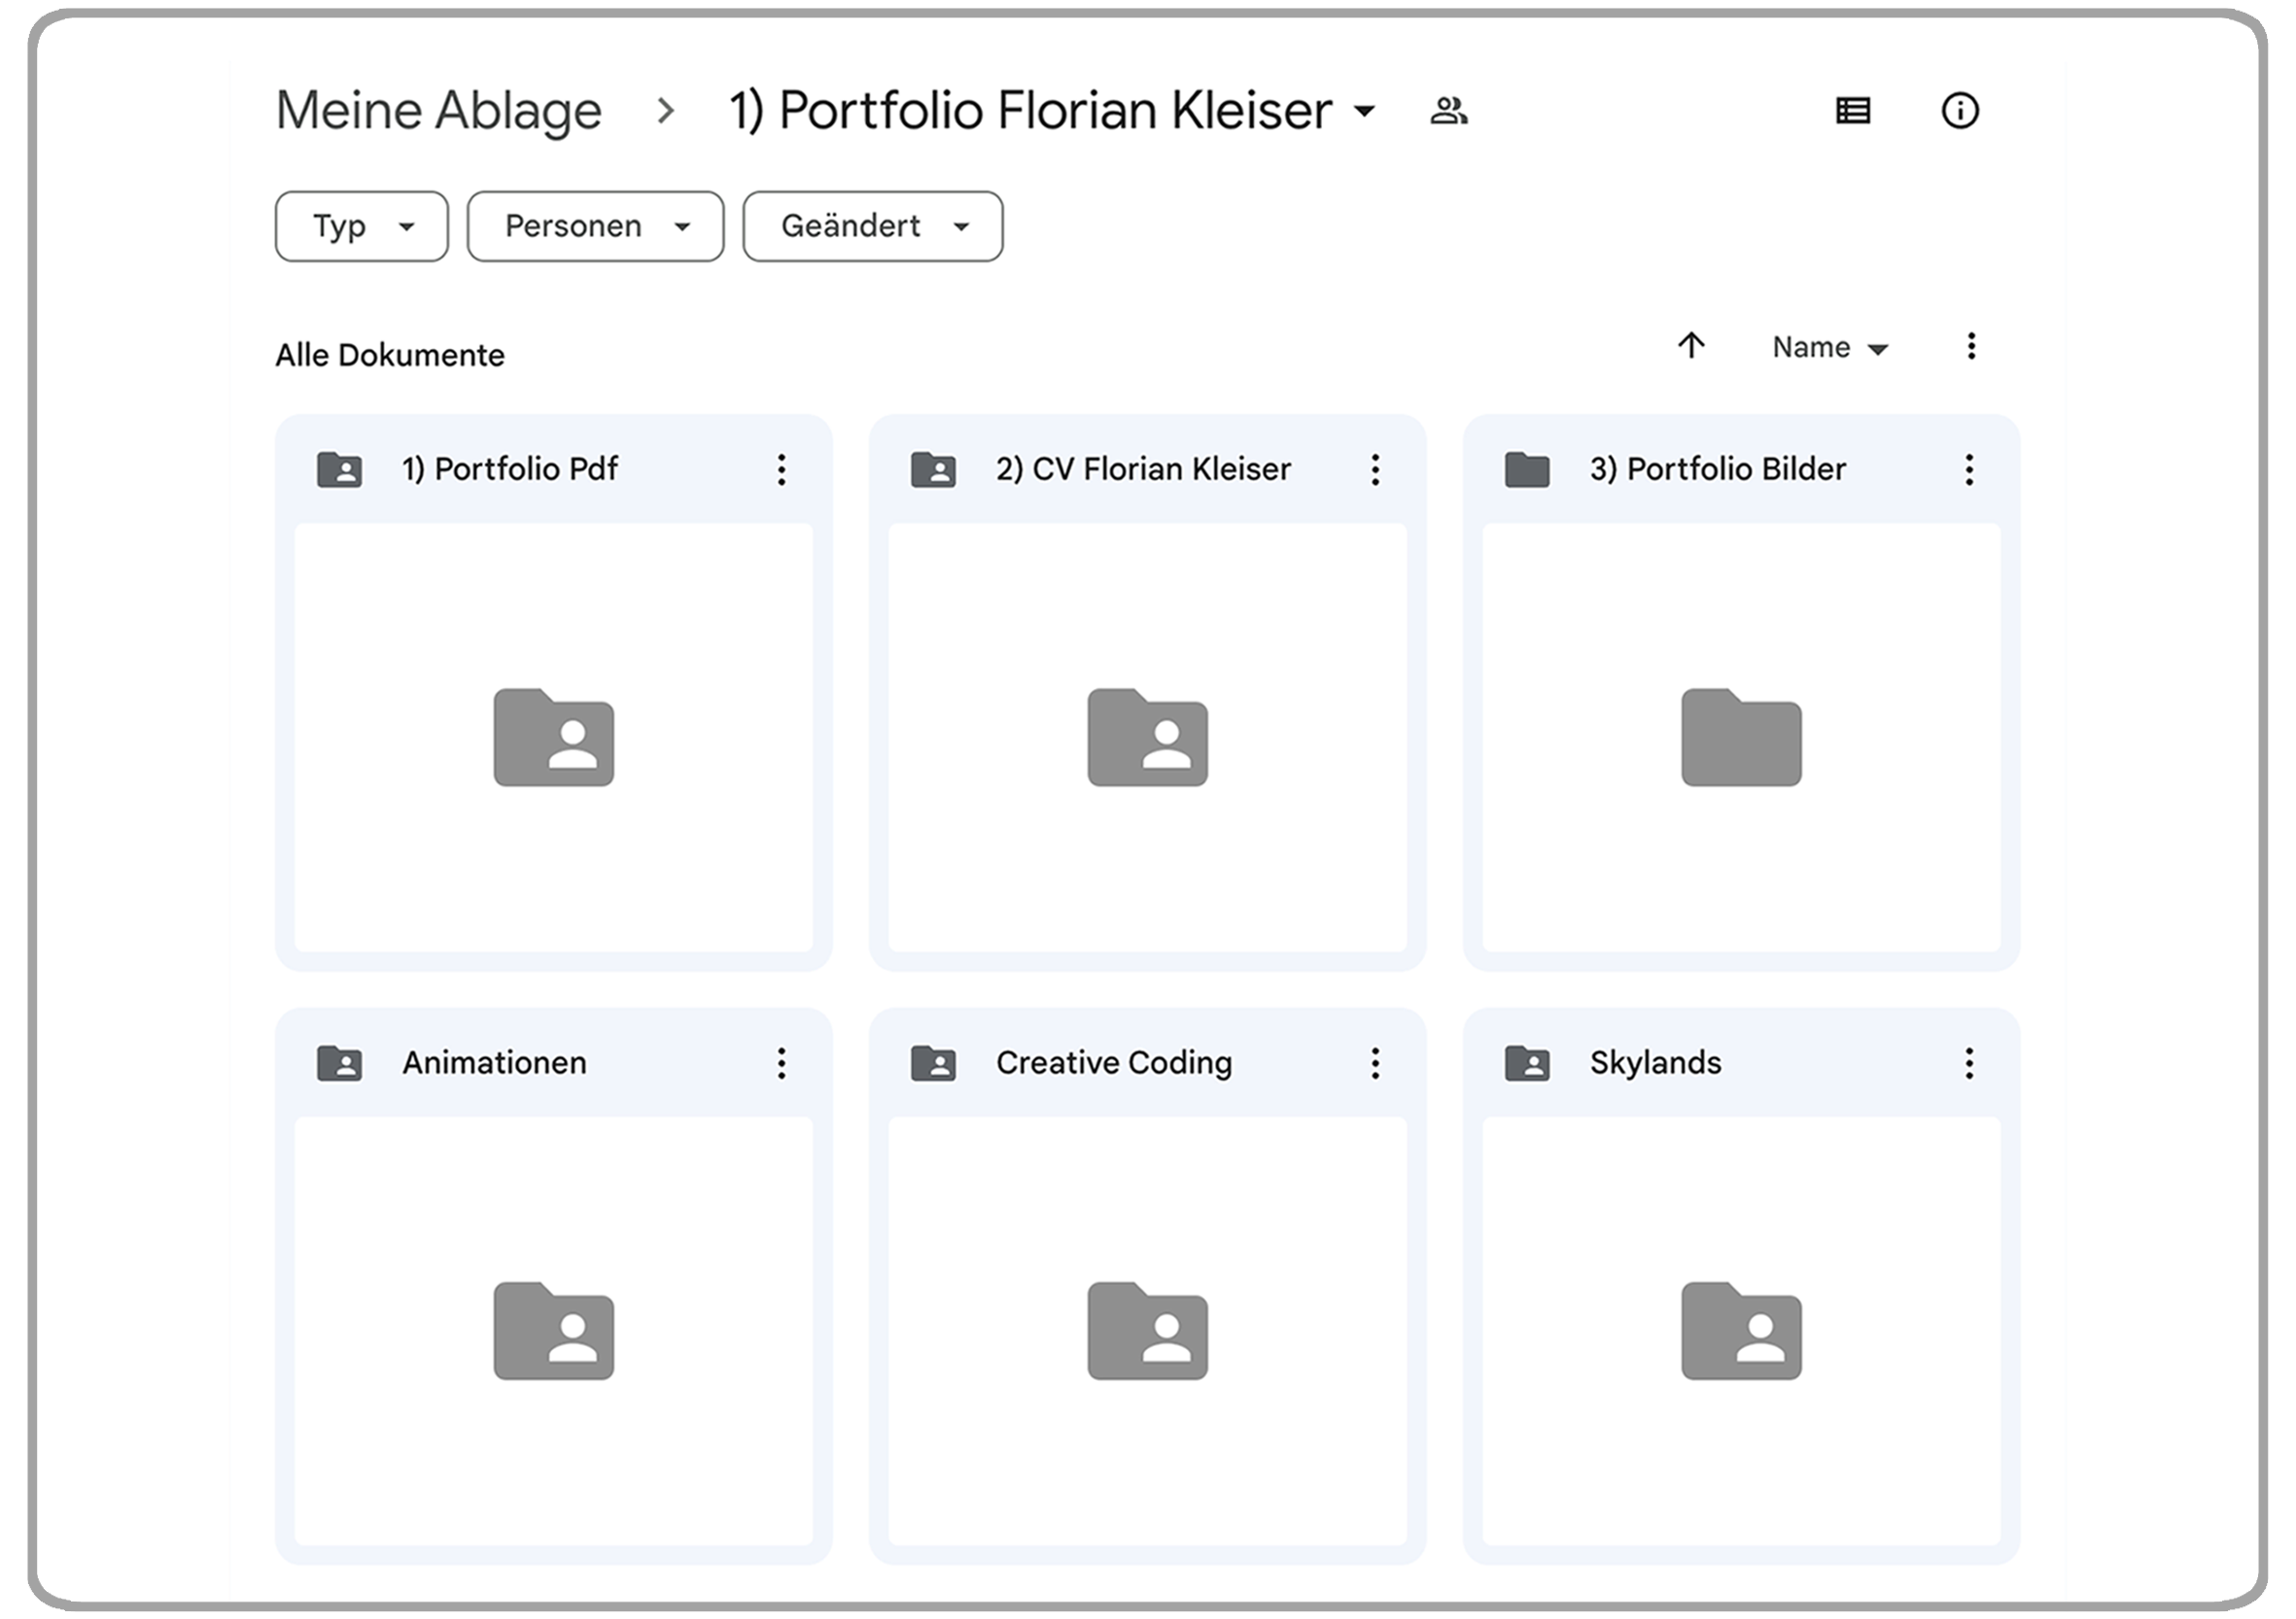 Meine Ablage > 1) Portfolio Florian Kleiser
Typ Personen Geändert
Alle Dokumente Name
1) Portfolio Pdf 2) CV Florian Kleiser 3) Portfolio Bilder
Animationen Creative Coding Skylands